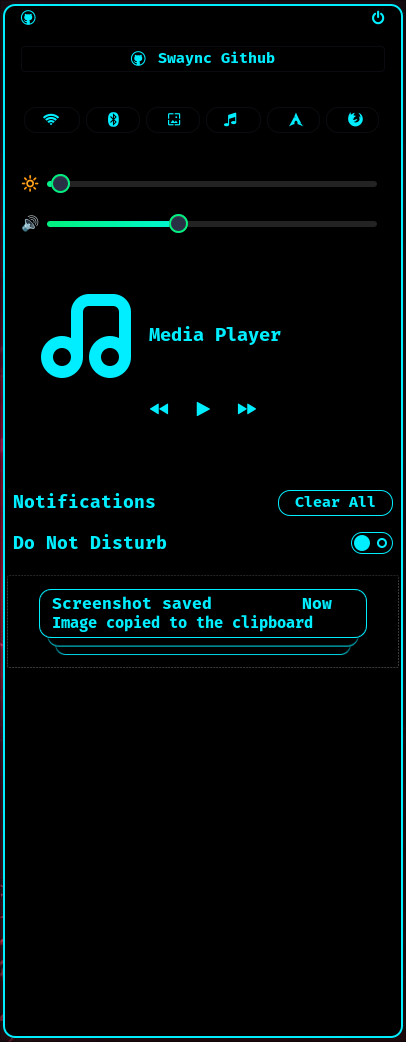 Swaync Github
Media Player
Notifications
Clear All
Do Not Disturb
Screenshot saved
Now
Image copied to the clipboard